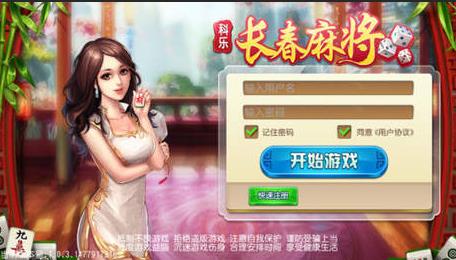 科乐
长春麻将
输入用户名
输入密码
记住密码 同意《用户协议》
开始游戏
快速注册
抵制不良游戏 拒绝盗版游戏 注意自我保护 谨防受骗上当
适度游戏益脑 沉迷游戏伤身 合理安排时间 享受健康生活
九